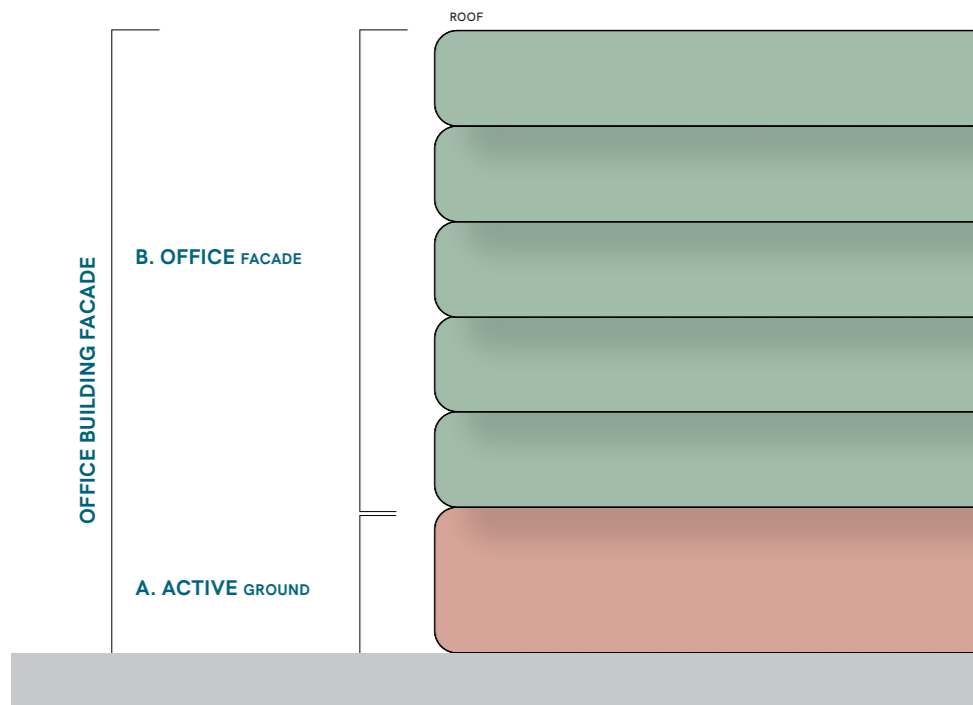 ROOF
B. OFFICE FACADE
OFFICE BUILDING FACADE
A. ACTIVE GROUND